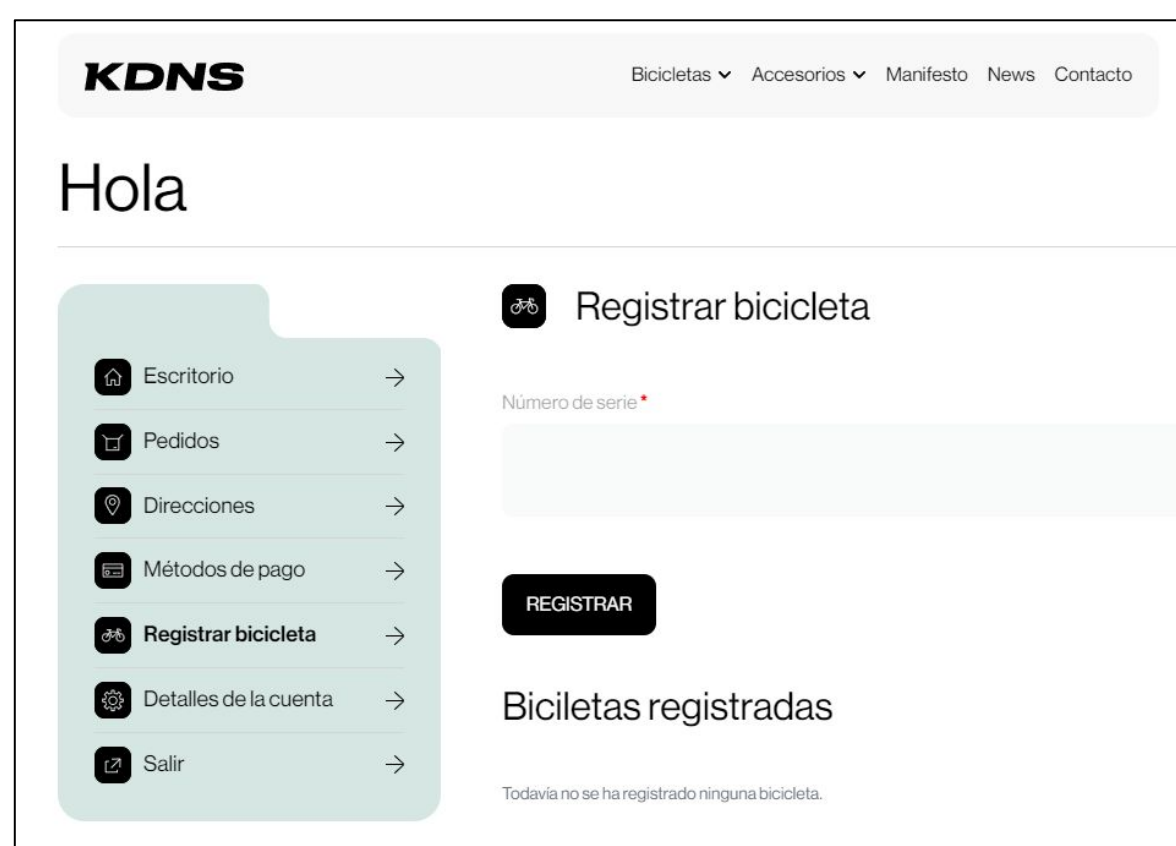 KDNS
Bicicletas Accesorios Manifesto News Contacto
Hola
Escritorio
Pedidos
Direcciones
Métodos de pago
Registrar bicicleta
Detalles de la cuenta
Salir
Registrar bicicleta
Número de serie *
REGISTRAR
Biciletas registradas
Todavía no se ha registrado ninguna bicicleta.